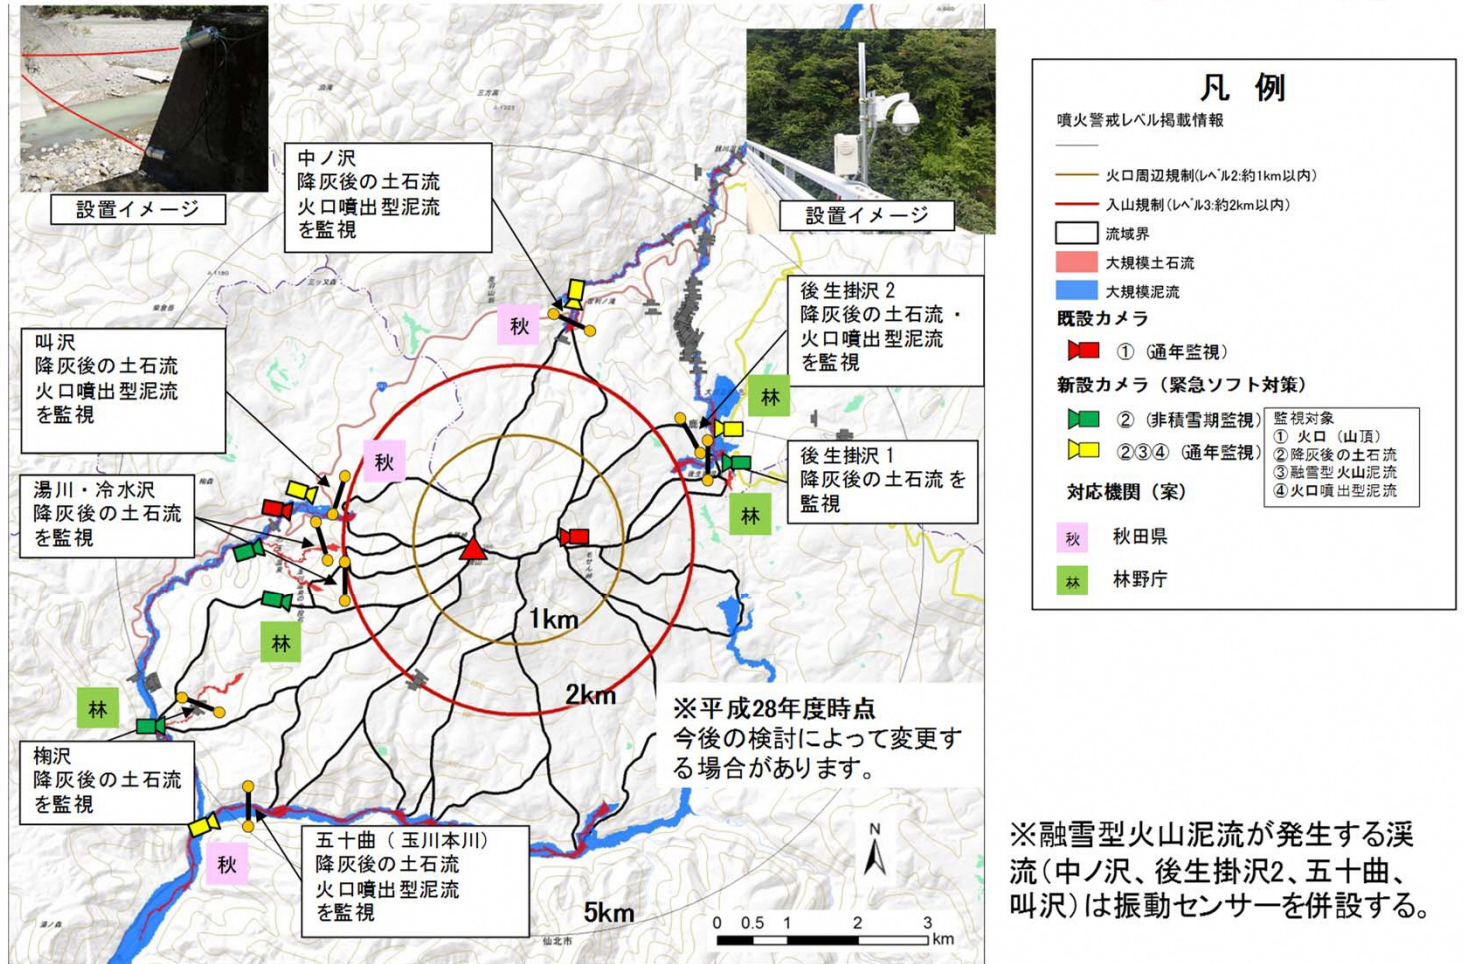 設置イメージ
中ノ沢
降灰後の土石流
火口噴出型泥流
を監視
設置イメージ
後生掛沢2
降灰後の土石流・
火口噴出型泥流
を監視
叫沢
降灰後の土石流
火口噴出型泥流
を監視
湯川・冷水沢
降灰後の土石流
を監視
後生掛沢1
降灰後の土石流を
監視
椈沢
降灰後の土石流
を監視
五十曲（玉川本川）
降灰後の土石流
火口噴出型泥流
を監視
秋
秋
林
林
林
林
秋
三ツ又森
1km
2km
5km
仙北市
※平成28年度時点
今後の検討によって変更す
る場合があります。
N
0 0.5 1 2 3
km
凡 例
噴火警戒レベル掲載情報
火口周辺規制(ﾚﾍﾞﾙ2:約1km以内)
入山規制(ﾚﾍﾞﾙ3:約2km以内)
流域界
大規模土石流
大規模泥流
既設カメラ
①（通年監視）
新設カメラ（緊急ソフト対策）
②（非積雪期監視）
②③④（通年監視）
監視対象
① 火口（山頂）
②降灰後の土石流
③融雪型火山泥流
④火口噴出型泥流
対応機関（案）
秋 秋田県
林 林野庁
※融雪型火山泥流が発生する渓
流(中ノ沢、後生掛沢2、五十曲、
叫沢)は振動センサーを併設する。